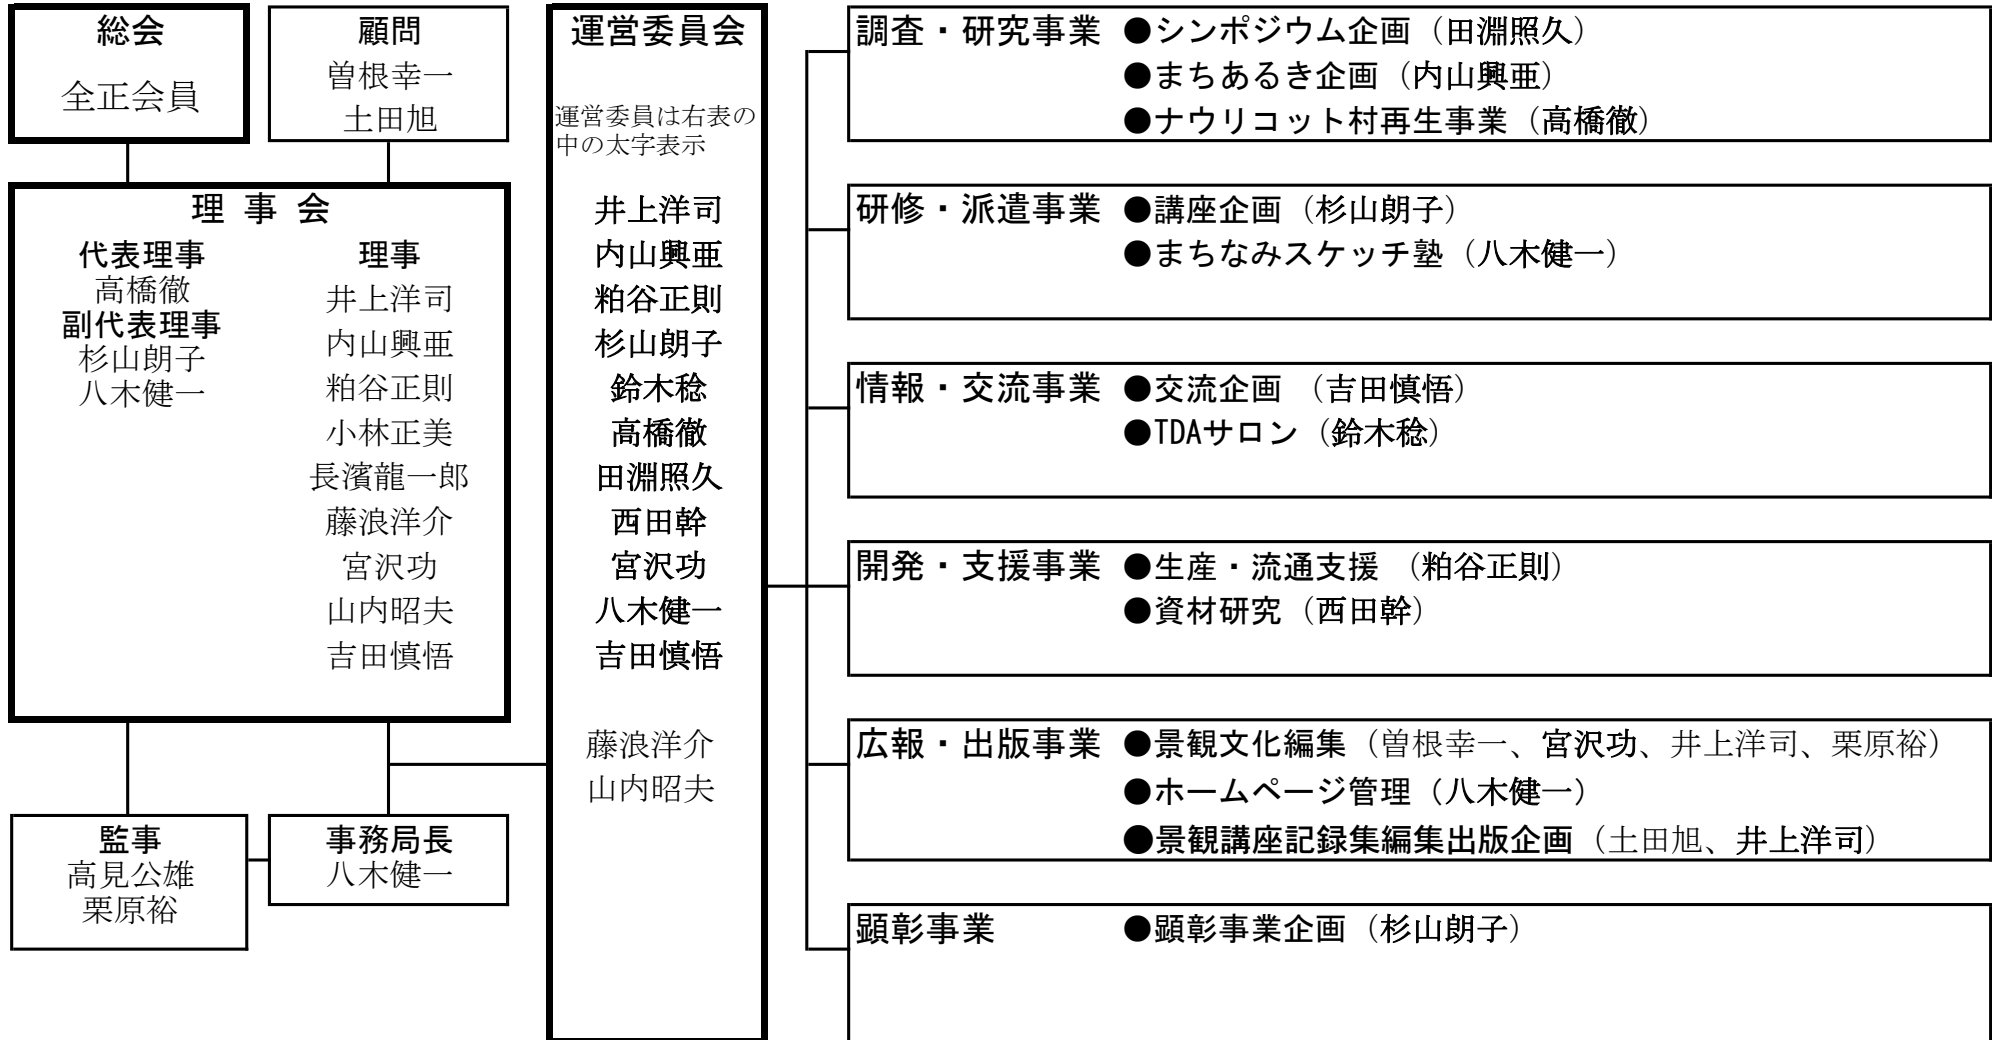 総会
全正会員
顧問
曽根幸一
土田旭
理 事 会
代表理事
高橋徹
副代表理事
杉山朗子
八木健一
理事
井上洋司
内山興亜
粕谷正則
小林正美
長濱龍一郎
藤浪洋介
宮沢功
山内昭夫
吉田慎悟
監事
高見公雄
栗原裕
事務局長
八木健一
運営委員会
運営委員は右表の
中の太字表示
井上洋司
内山興亜
粕谷正則
杉山朗子
鈴木稔
高橋徹
田淵照久
西田幹
宮沢功
八木健一
吉田慎悟
藤浪洋介
山内昭夫
調査・研究事業 ●シンポジウム企画（田淵照久）
●まちあるき企画（内山興亜）
●ナウリコット村再生事業（高橋徹）
研修・派遣事業 ●講座企画（杉山朗子）
●まちなみスケッチ塾（八木健一）
情報・交流事業 ●交流企画 （吉田慎悟）
●TDAサロン（鈴木稔）
開発・支援事業 ●生産・流通支援 （粕谷正則）
●資材研究（西田幹）
広報・出版事業 ●景観文化編集（曽根幸一、宮沢功、井上洋司、栗原裕）
●ホームページ管理（八木健一）
●景観講座記録集編集出版企画（土田旭、井上洋司）
顕彰事業 ●顕彰事業企画（杉山朗子）